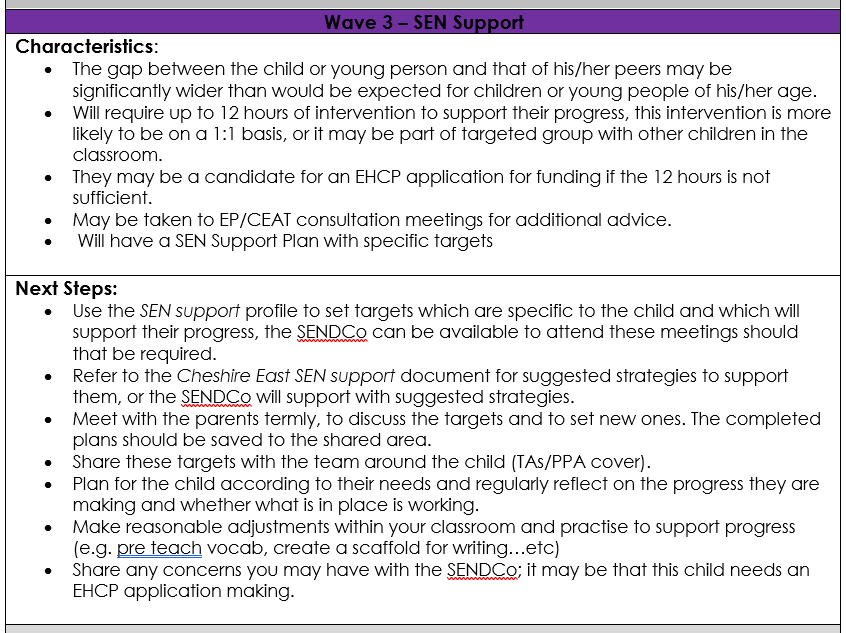 Wave 3 – SEN Support
Characteristics:
• The gap between the child or young person and that of his/her peers may be
significantly wider than would be expected for children or young people of his/her age.
• Will require up to 12 hours of intervention to support their progress, this intervention is more
likely to be on a 1:1 basis, or it may be part of targeted group with other children in the
classroom.
• They may be a candidate for an EHCP application for funding if the 12 hours is not
sufficient.
• May be taken to EP/CEAT consultation meetings for additional advice.
• Will have a SEN Support Plan with specific targets
Next Steps:
• Use the SEN support profile to set targets which are specific to the child and which will
support their progress, the SENDCo can be available to attend these meetings should
that be required.
• Refer to the Cheshire East SEN support document for suggested strategies to support
them, or the SENDCo will support with suggested strategies.
• Meet with the parents termly, to discuss the targets and to set new ones. The completed
plans should be saved to the shared area.
• Share these targets with the team around the child (TAs/PPA cover).
• Plan for the child according to their needs and regularly reflect on the progress they are
making and whether what is in place is working.
• Make reasonable adjustments within your classroom and practise to support progress
(e.g. pre teach vocab, create a scaffold for writing…etc)
• Share any concerns you may have with the SENDCo; it may be that this child needs an
EHCP application making.